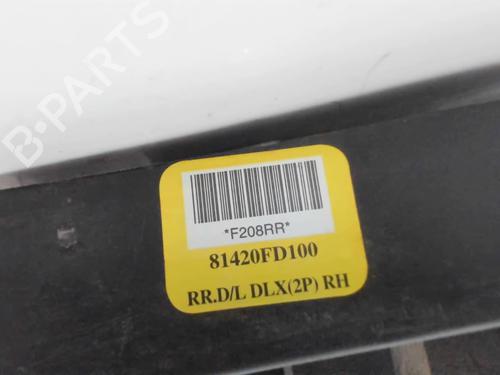 B-PARTS
*F208RR*
81420FD100
RR.D/L DLX(2P) RH